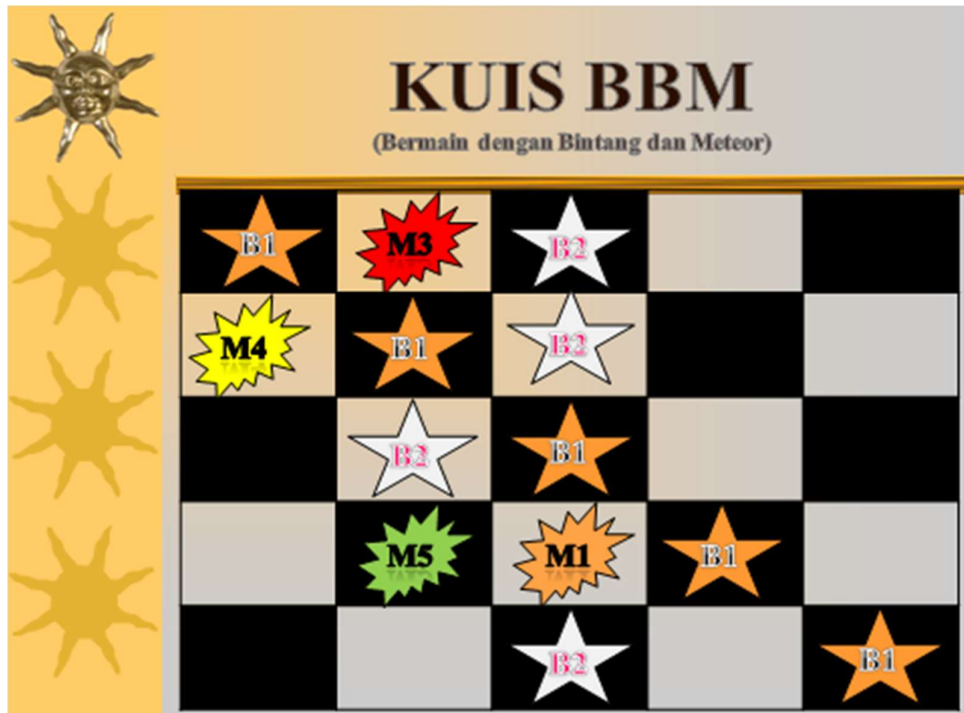 KUIS BBM
(Bermain dengan Bintang dan Meteor)
B1 M3 B2
M4 B1 B2
B2 B1
M5 M1 B1
B2 B1